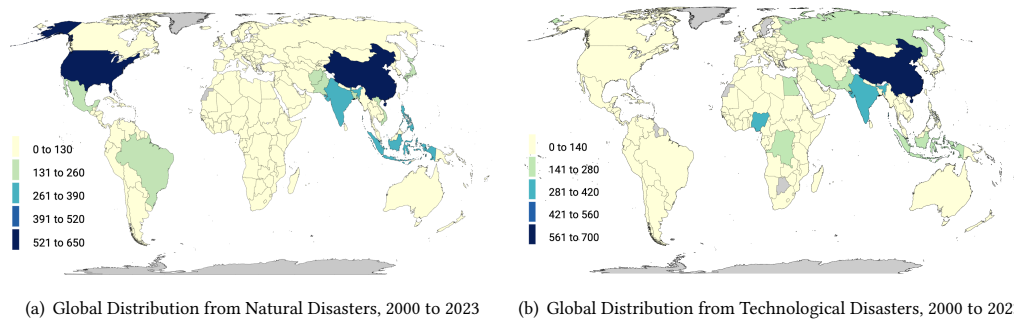 0 to 130
131 to 260
261 to 390
391 to 520
521 to 650
0 to 140
141 to 280
281 to 420
421 to 560
561 to 700
(a) Global Distribution from Natural Disasters, 2000 to 2023
(b) Global Distribution from Technological Disasters, 2000 to 202